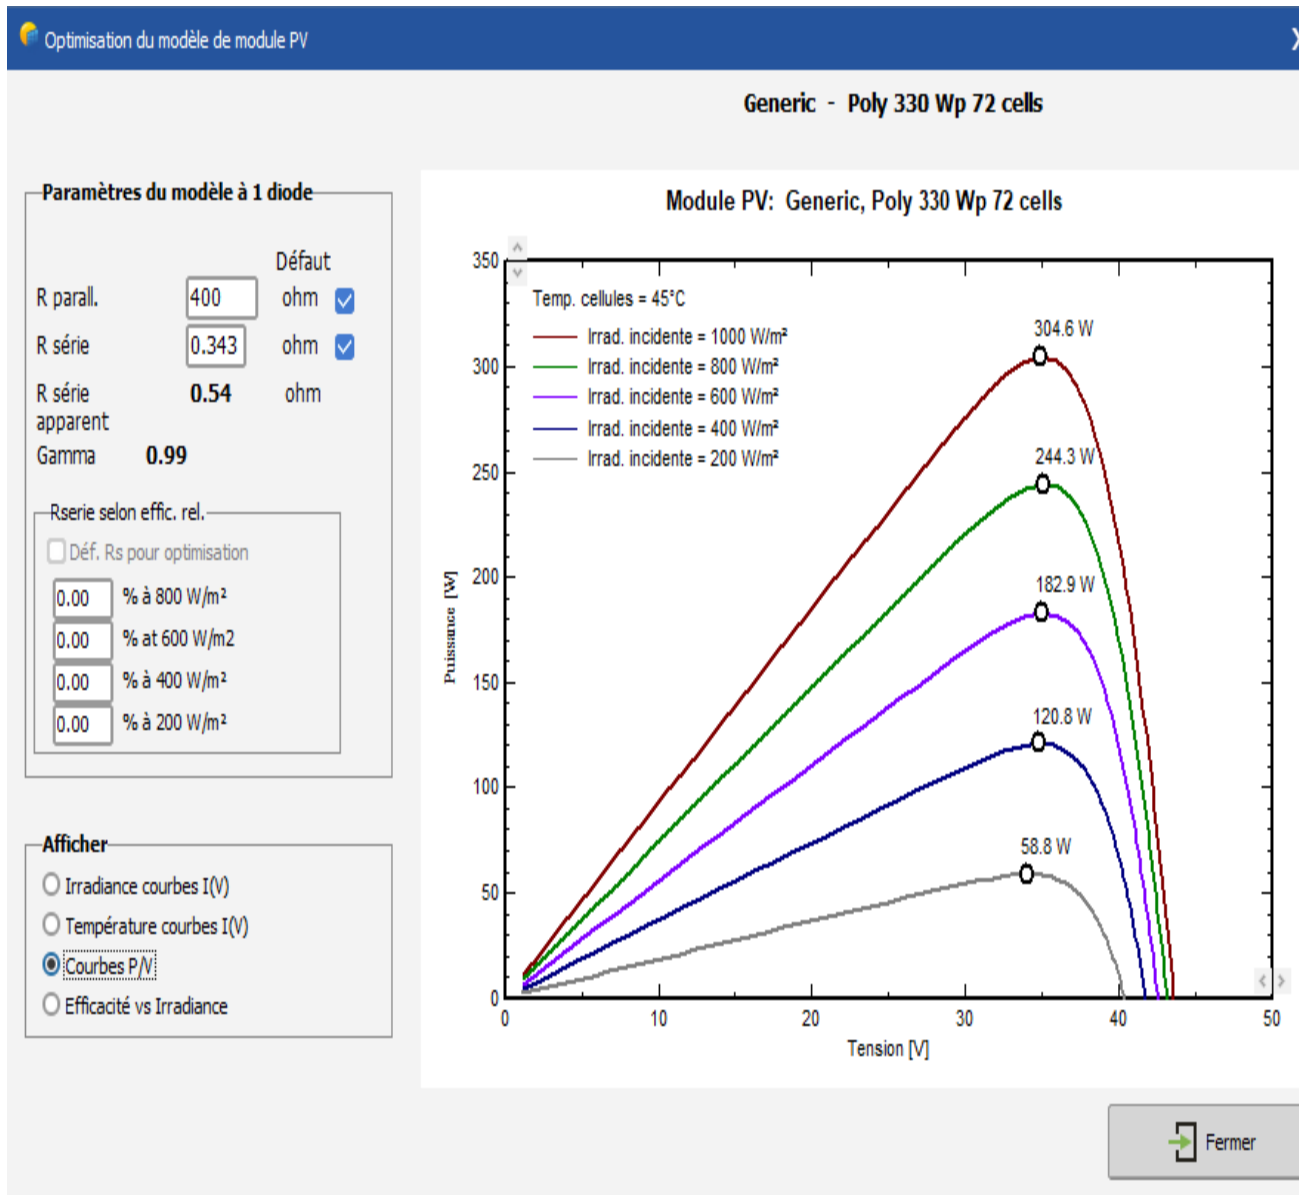 Optimisation du modèle de module PV
Generic - Poly 330 Wp 72 cells
Paramètres du modèle à 1 diode
Défaut
R parall. 400 ohm
R série 0.343 ohm
R série 0.54 ohm
apparent
Gamma 0.99
Rserie selon effic. rel.
Déf. Rs pour optimisation
0.00 % à 800 W/m²
0.00 % at 600 W/m2
0.00 % à 400 W/m²
0.00 % à 200 W/m²
Afficher
Irradiance courbes I(V)
Température courbes I(V)
Courbes P/V
Efficacité vs Irradiance
Module PV: Generic, Poly 330 Wp 72 cells
Temp. cellules = 45°C
Irrad. incidente = 1000 W/m²
Irrad. incidente = 800 W/m²
Irrad. incidente = 600 W/m²
Irrad. incidente = 400 W/m²
Irrad. incidente = 200 W/m²
304.6 W
244.3 W
182.9 W
120.8 W
58.8 W
Puissance [W]
350
300
250
200
150
100
50
0
0 10 20 30 40 50
Tension [V]
Fermer